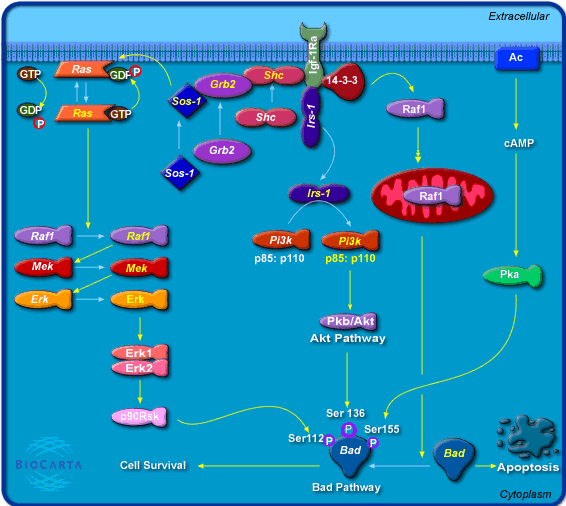 Extracellular
Igf-1Ra
Ac
GTP
Ras
GDP
P
Grb2
Shc
14-3-3
Sos-1
Raf1
GDP
P
Ras
GTP
Shc
Irs-1
cAMP
Grb2
Sos-1
Irs-1
Raf1
Raf1
Raf1
Pi3k
Pi3k
p85: p110
p85: p110
Mek
Mek
Pka
Erk
Erk
Pkb/Akt
Akt Pathway
Erk1
Erk2
p90Rsk
Ser 136
Ser112
P
P
P
Ser155
Bad
Bad
BIOCARTA
Cell Survival
Bad Pathway
Apoptosis
Cytoplasm